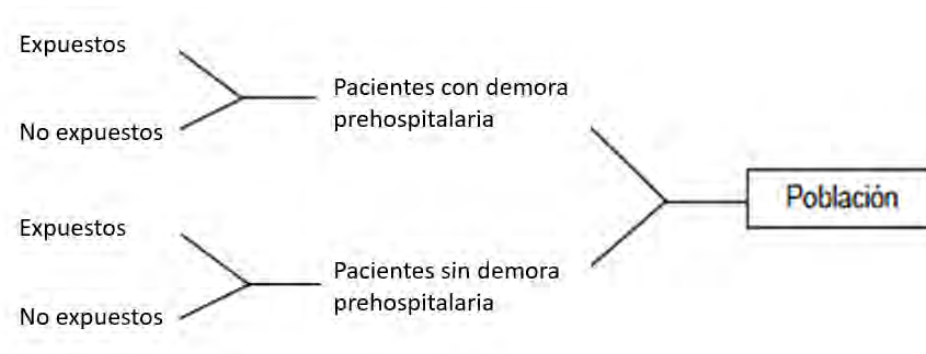 Expuestos
Pacientes con demora
prehospitalaria
No expuestos
Población
Expuestos
Pacientes sin demora
prehospitalaria
No expuestos